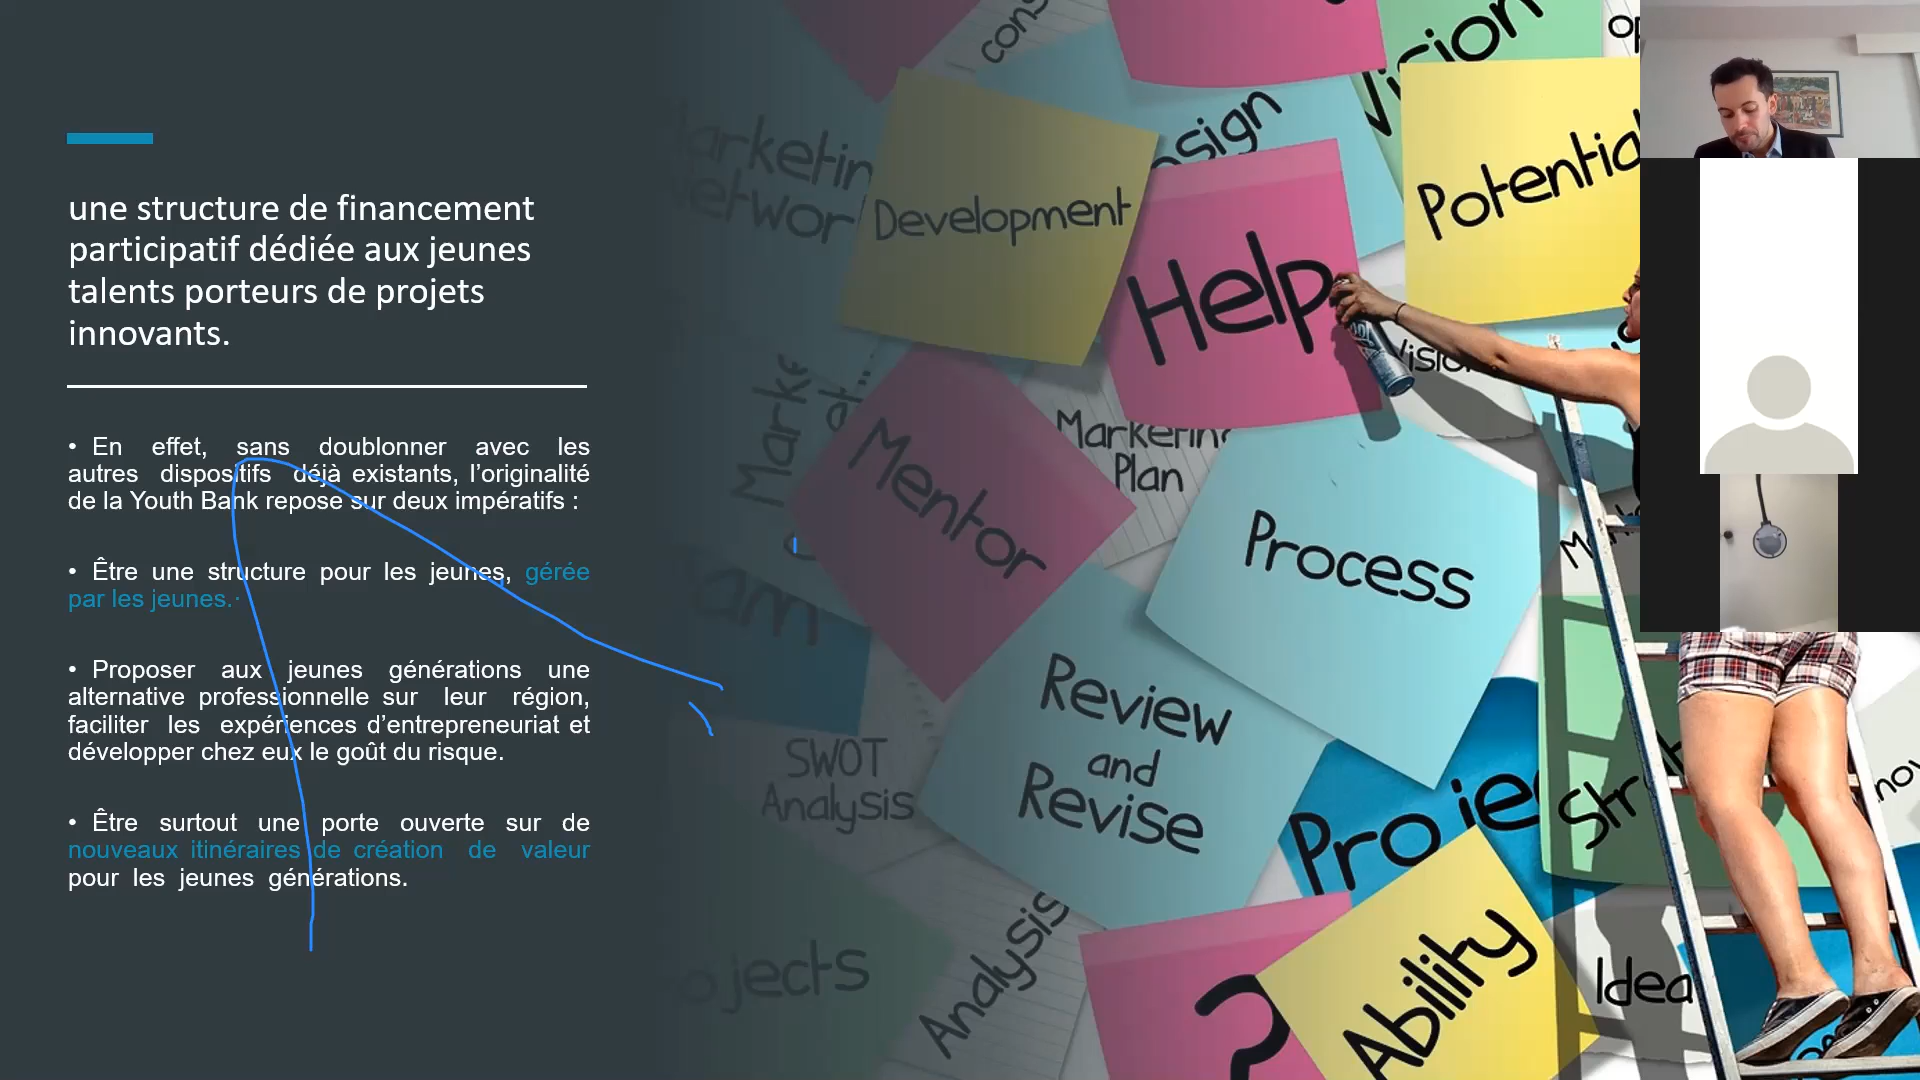 une structure de financement
participatif dédiée aux jeunes
talents porteurs de projets
innovants.
• En effet, sans doublonner avec les
autres dispositifs déjà existants, l’originalité
de la Youth Bank repose sur deux impératifs :
• Être une structure pour les jeunes, gérée
par les jeunes.·
• Proposer aux jeunes générations une
alternative professionnelle sur leur région,
faciliter les expériences d’entrepreneuriat et
développer chez eux le goût du risque.
• Être surtout une porte ouverte sur de
nouveaux itinéraires de création de valeur
pour les jeunes générations.
Development
Help
Potential
Vision
Mentor
Marketing
Plan
Process
Review
and
Revise
SWOT
Analysis
Projec
Analysis
?
Ability
Idea